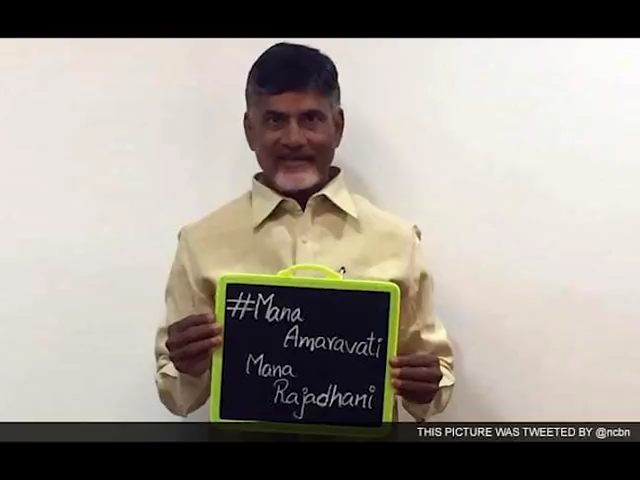 #Mana
Amaravati
Mana
Rajadhani
THIS PICTURE WAS TWEETED BY @ncbn